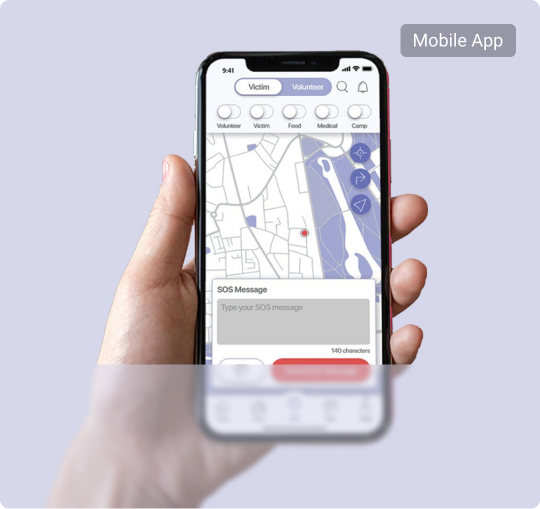 Mobile App
9:41
Victim Volunteer
Volunteer Victim Food Medical Camp
SOS Message
Type your SOS message
140 characters